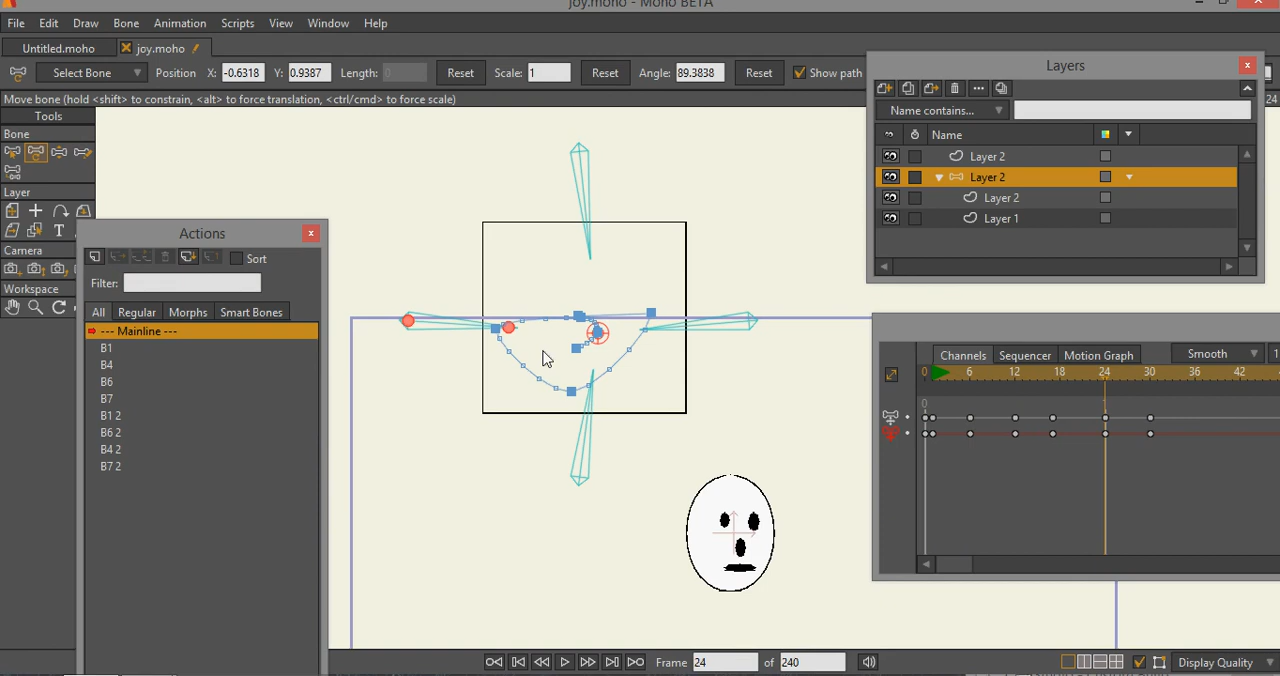 joy.moho - Moho BETA
File Edit Draw Bone Animation Scripts View Window Help
Untitled.moho joy.moho
Select Bone Position X: -0.6318 Y: 0.9387 Length: 0 Reset Scale: 1 Reset Angle: 89.3838 Reset Show path
Move bone (hold <shift> to constrain, <alt> to force translation, <ctrl/cmd> to force scale)
24
Tools
Bone
Layer
T
Camera
Workspace
Actions
Sort
Filter:
All Regular Morphs Smart Bones
--- Mainline ---
B1
B4
B6
B7
B1 2
B6 2
B4 2
B7 2
Layers
Name contains...
Name
Layer 2
Layer 2
Layer 2
Layer 1
Channels Sequencer Motion Graph Smooth 1
0 6 12 18 24 30 36 42
0 1
Frame 24 of 240 Display Quality